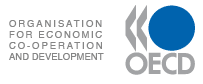 ORGANISATION
FOR ECONOMIC
CO-OPERATION
AND DEVELOPMENT
OECD